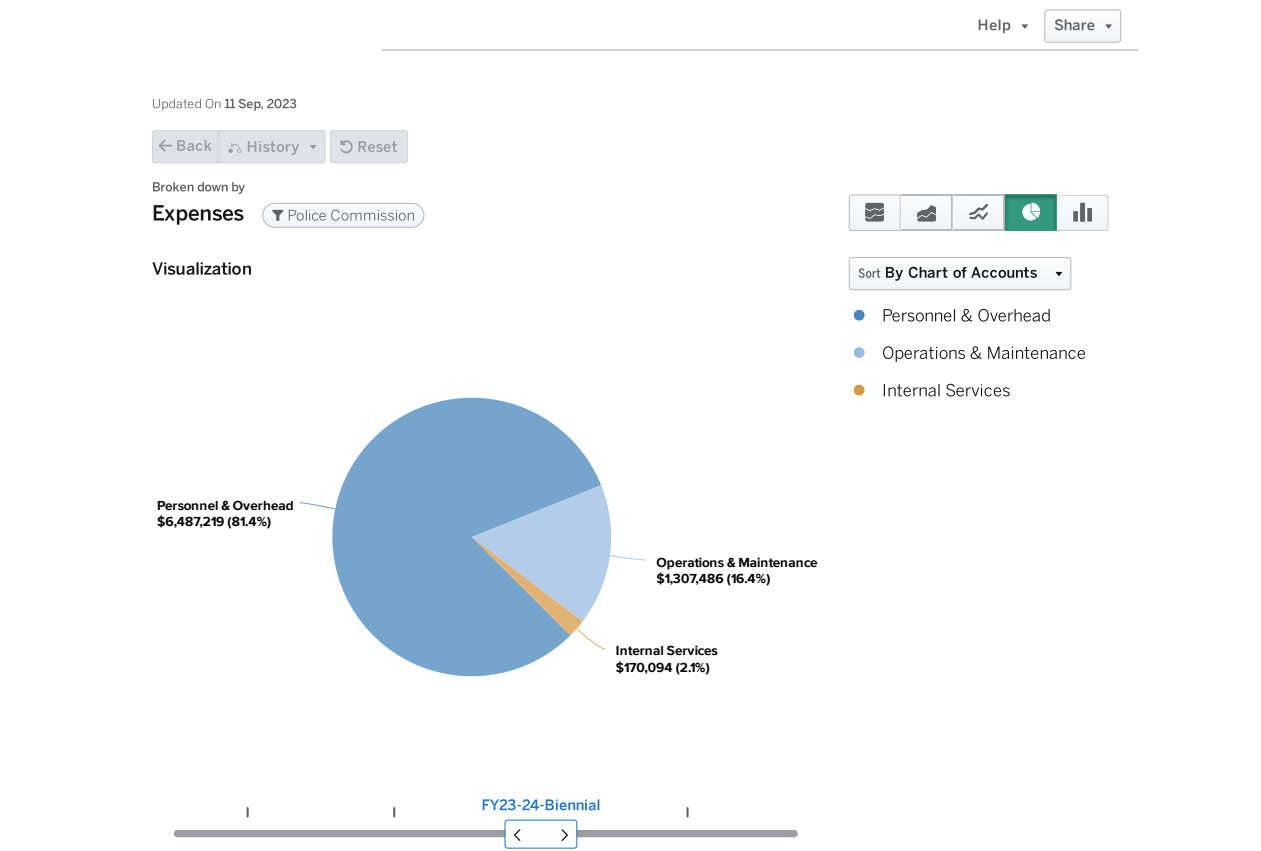 Help
Share
Updated On 11 Sep, 2023
Back
History
Reset
Broken down by
Expenses
Police Commission
Visualization
Sort By Chart of Accounts
Personnel & Overhead
Operations & Maintenance
Internal Services
Personnel & Overhead
$6,487,219 (81.4%)
Operations & Maintenance
$1,307,486 (16.4%)
Internal Services
$170,094 (2.1%)
FY23-24-Biennial